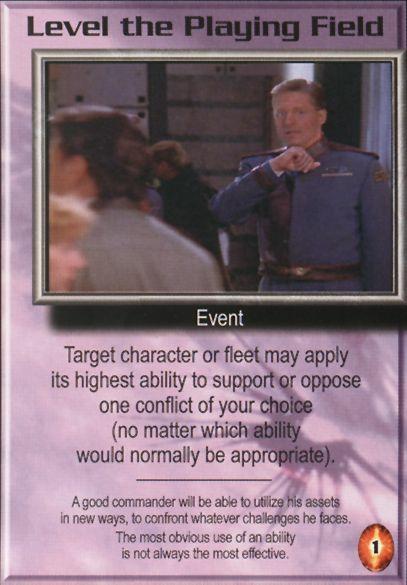 Level the Playing Field
Event
Target character or fleet may apply
its highest ability to support or oppose
one conflict of your choice
(no matter which ability
would normally be appropriate).
A good commander will be able to utilize his assets
in new ways, to confront whatever challenges he faces.
The most obvious use of an ability
is not always the most effective.
1